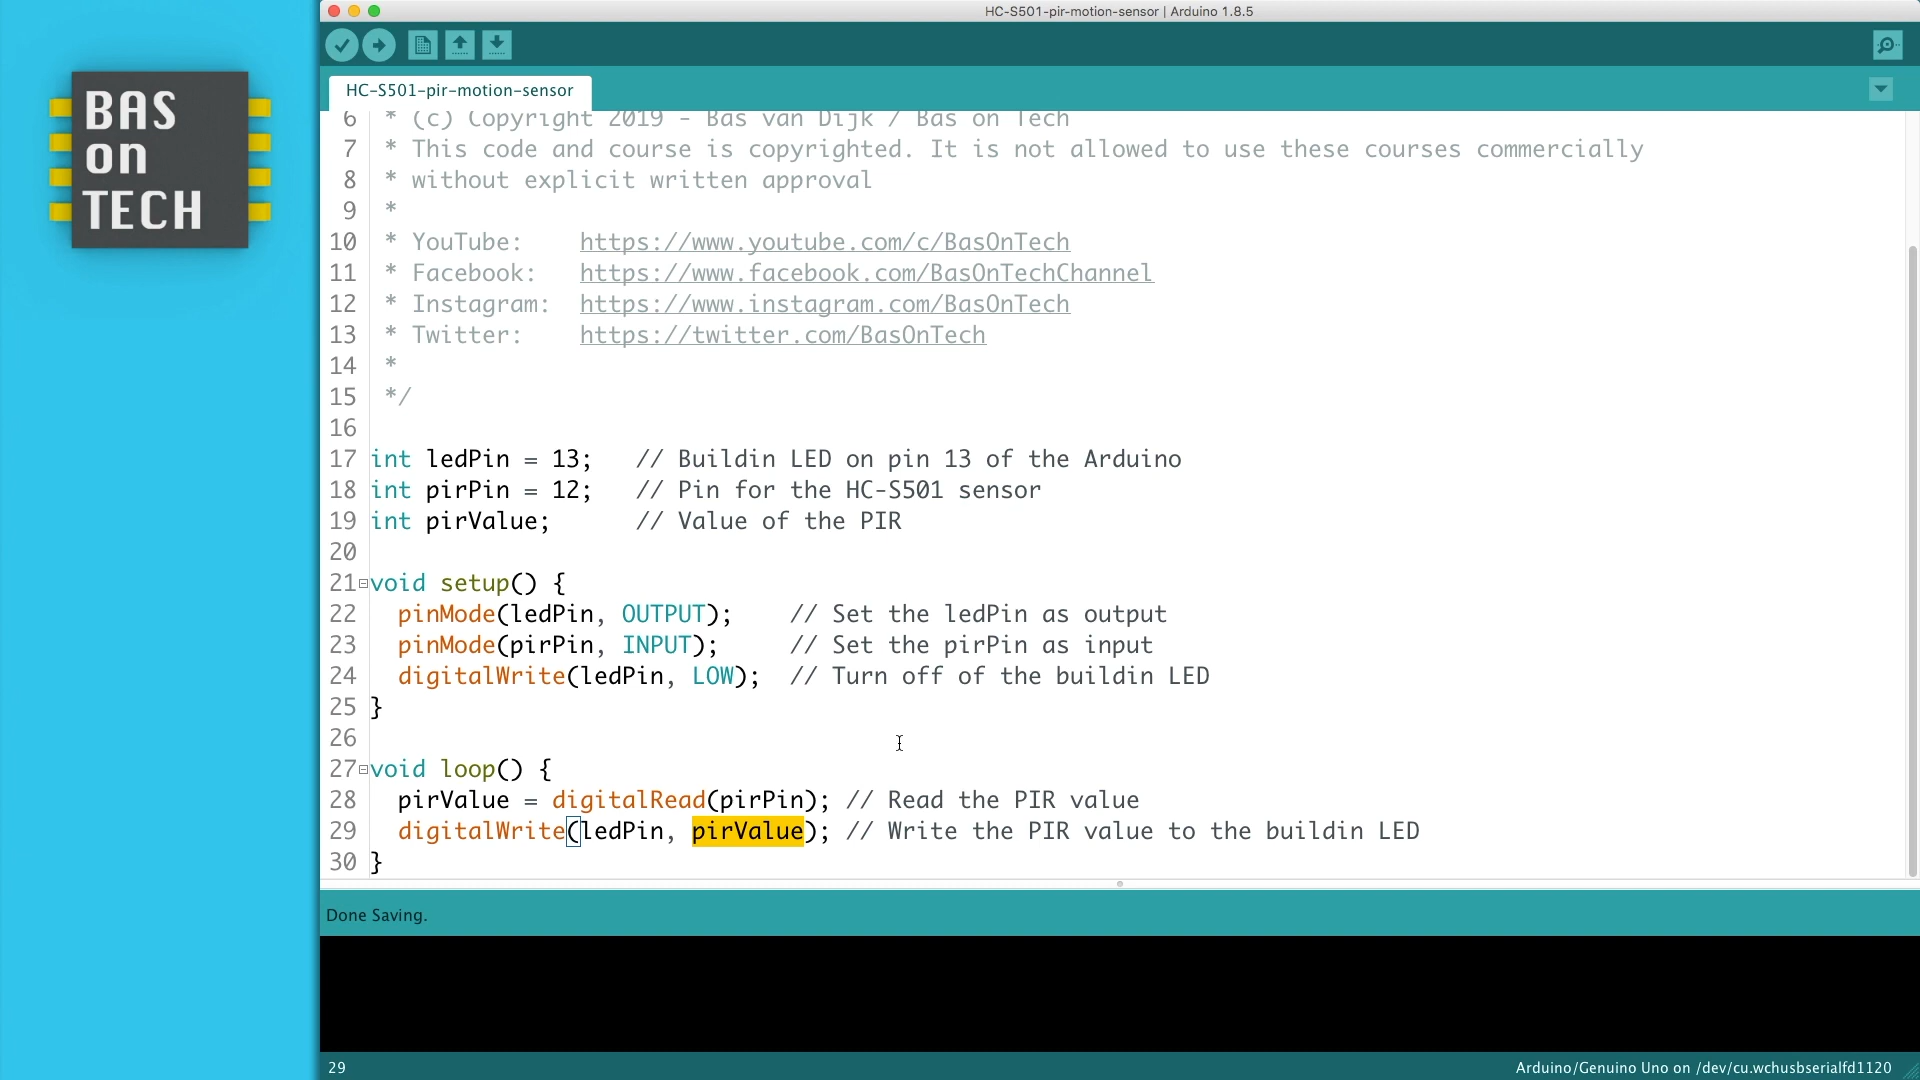 HC-S501-pir-motion-sensor | Arduino 1.8.5
BAS
on
TECH
HC-S501-pir-motion-sensor
6 * (c) Copyright 2019 - Bas van Dijk / Bas on Tech
7 * This code and course is copyrighted. It is not allowed to use these courses commercially
8 * without explicit written approval
9 *
10 * YouTube: https://www.youtube.com/c/BasOnTech
11 * Facebook: https://www.facebook.com/BasOnTechChannel
12 * Instagram: https://www.instagram.com/BasOnTech
13 * Twitter: https://twitter.com/BasOnTech
14 *
15 */
16
17 int ledPin = 13; // Buildin LED on pin 13 of the Arduino
18 int pirPin = 12; // Pin for the HC-S501 sensor
19 int pirValue; // Value of the PIR
20
21 void setup() {
22 pinMode(ledPin, OUTPUT); // Set the ledPin as output
23 pinMode(pirPin, INPUT); // Set the pirPin as input
24 digitalWrite(ledPin, LOW); // Turn off of the buildin LED
25 }
26
27 void loop() {
28 pirValue = digitalRead(pirPin); // Read the PIR value
29 digitalWrite(ledPin, pirValue); // Write the PIR value to the buildin LED
30 }
Done Saving.
29
Arduino/Genuino Uno on /dev/cu.wchusbserialfd1120